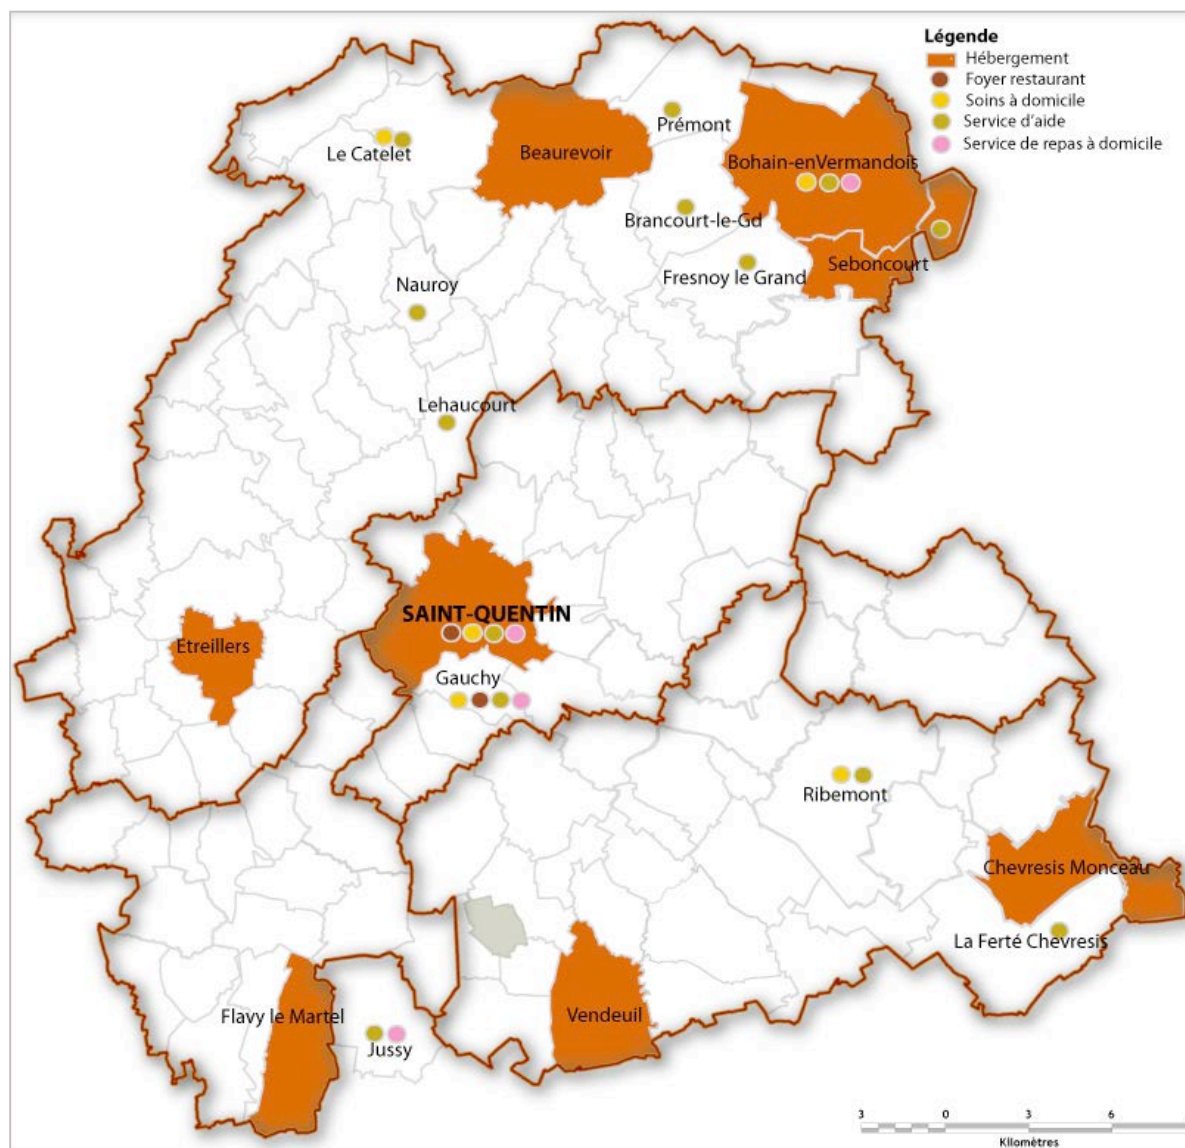 Légende
Hébergement
Foyer restaurant
Soins à domicile
Service d'aide
Service de repas à domicile
Prémont
Le Catelet
Beaurevoir
Bohain-enVermandois
Brancourt-le-Gd
Seboncourt
Fresnoy le Grand
Nauroy
Lehaucourt
SAINT-QUENTIN
Etreillers
Gauchy
Ribemont
Chevresis Monceau
La Ferté Chevresis
Flavy le Martel
Vendeuil
Jussy
3 0 3 6
Kilomètres